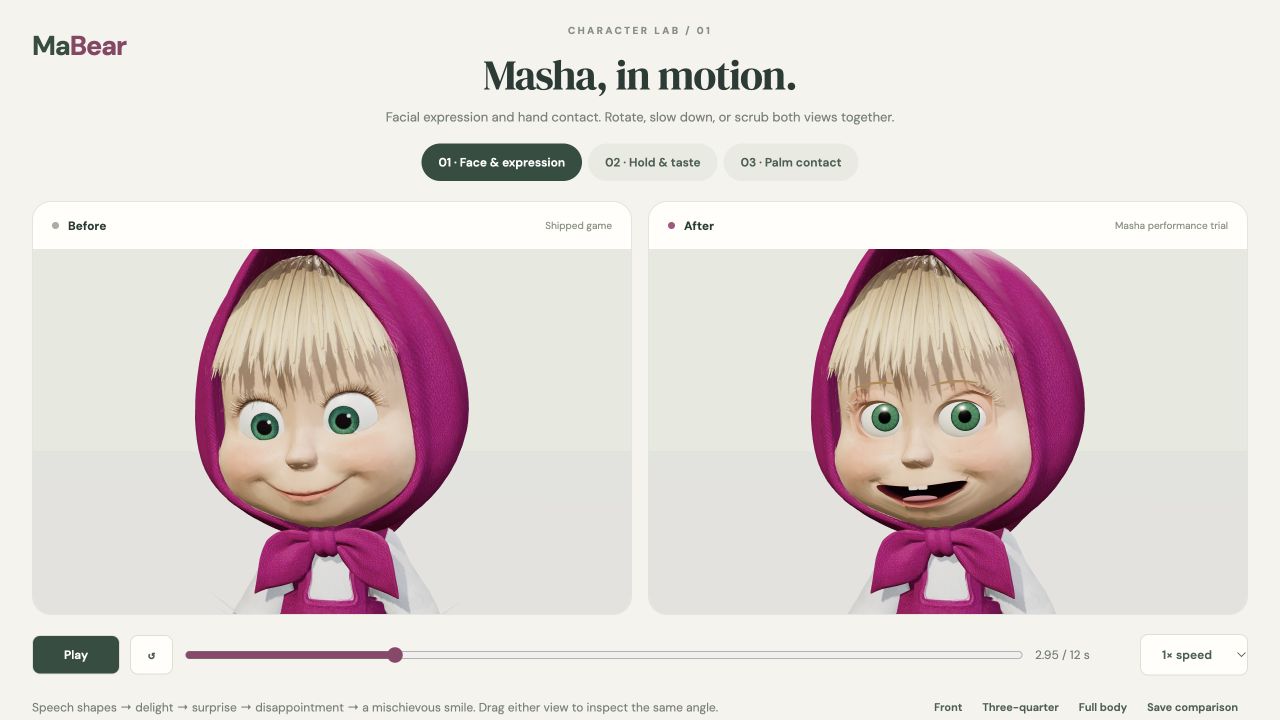 MaBear
CHARACTER LAB / 01
Masha, in motion.
Facial expression and hand contact. Rotate, slow down, or scrub both views together.
01 · Face & expression
02 · Hold & taste
03 · Palm contact
Before
Shipped game
After
Masha performance trial
Play
↺
2.95 / 12 s
1× speed
Speech shapes → delight → surprise → disappointment → a mischievous smile. Drag either view to inspect the same angle.
Front
Three-quarter
Full body
Save comparison